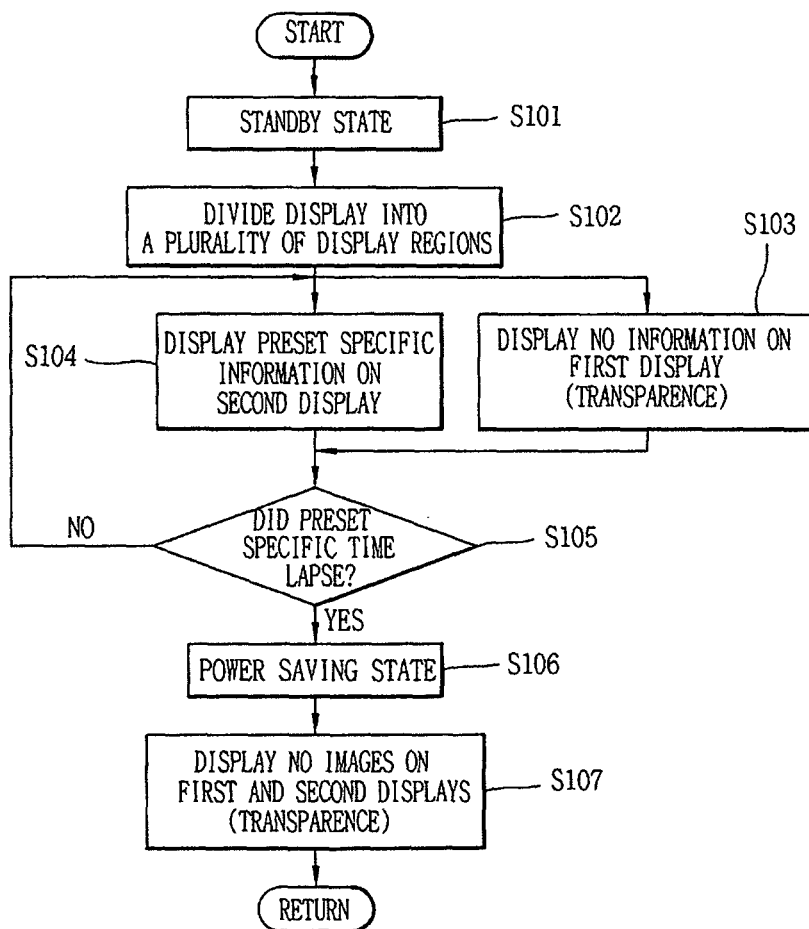 START
STANDBY STATE
S101
DIVIDE DISPLAY INTO
A PLURALITY OF DISPLAY REGIONS
S102
S103
S104
DISPLAY PRESET SPECIFIC
INFORMATION ON
SECOND DISPLAY
DISPLAY NO INFORMATION ON
FIRST DISPLAY
(TRANSPARENCE)
NO
DID PRESET
SPECIFIC TIME
LAPSE?
S105
YES
POWER SAVING STATE
S106
DISPLAY NO IMAGES ON
FIRST AND SECOND DISPLAYS
(TRANSPARENCE)
S107
RETURN